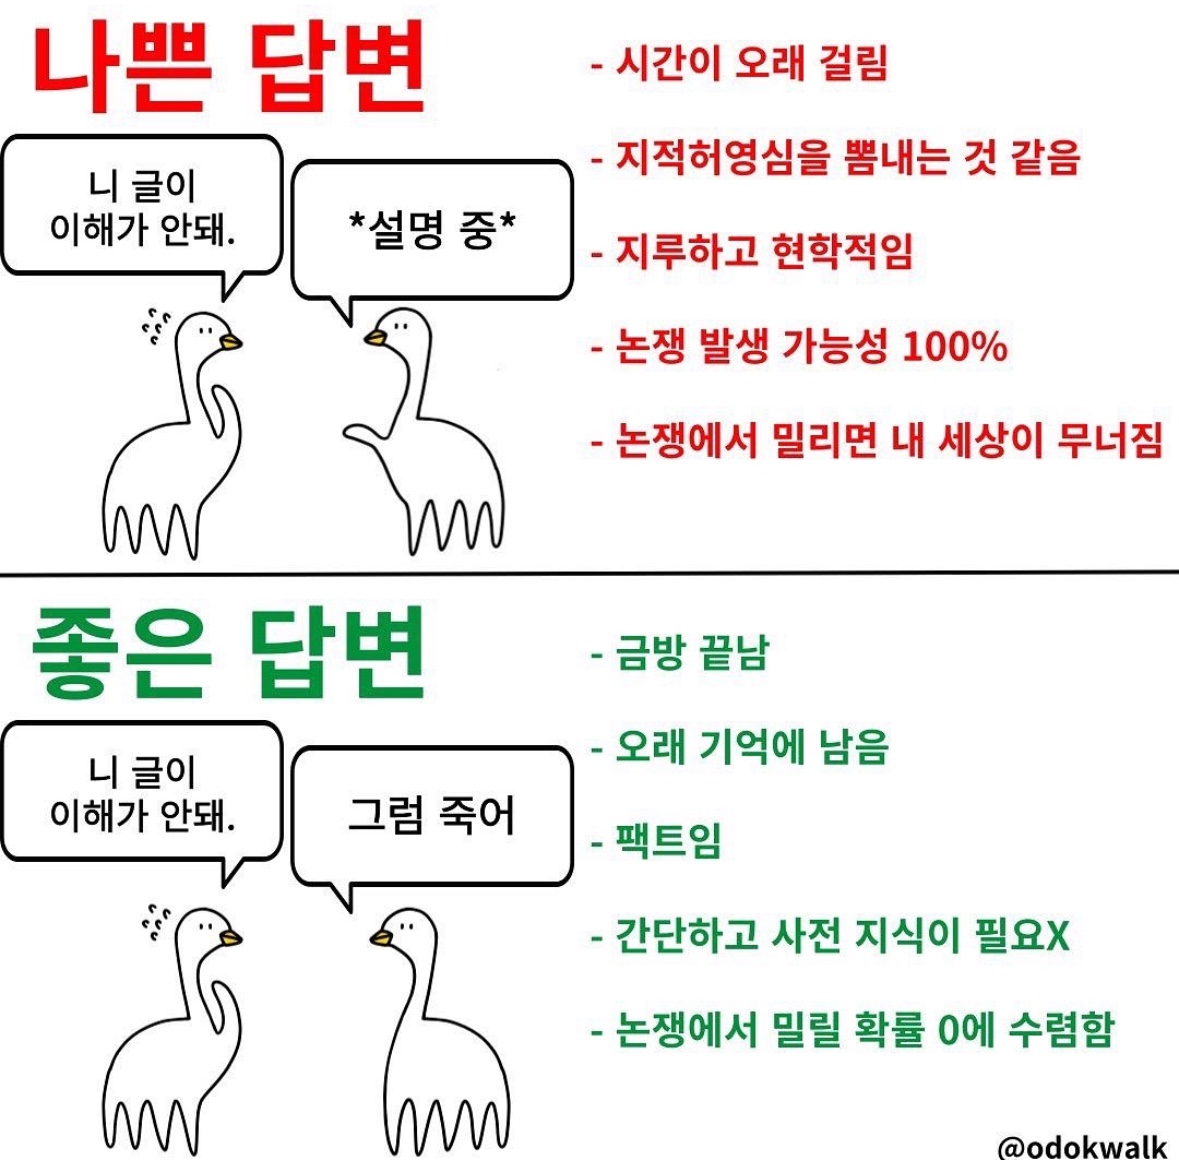 나쁜 답변
니 글이
이해가 안돼.
*설명 중*
- 시간이 오래 걸림
- 지적허영심을 뽐내는 것 같음
- 지루하고 현학적임
- 논쟁 발생 가능성 100%
- 논쟁에서 밀리면 내 세상이 무너짐
좋은 답변
니 글이
이해가 안돼.
그럼 죽어
- 금방 끝남
- 오래 기억에 남음
- 팩트임
- 간단하고 사전 지식이 필요X
- 논쟁에서 밀릴 확률 0에 수렴함
@odokwalk